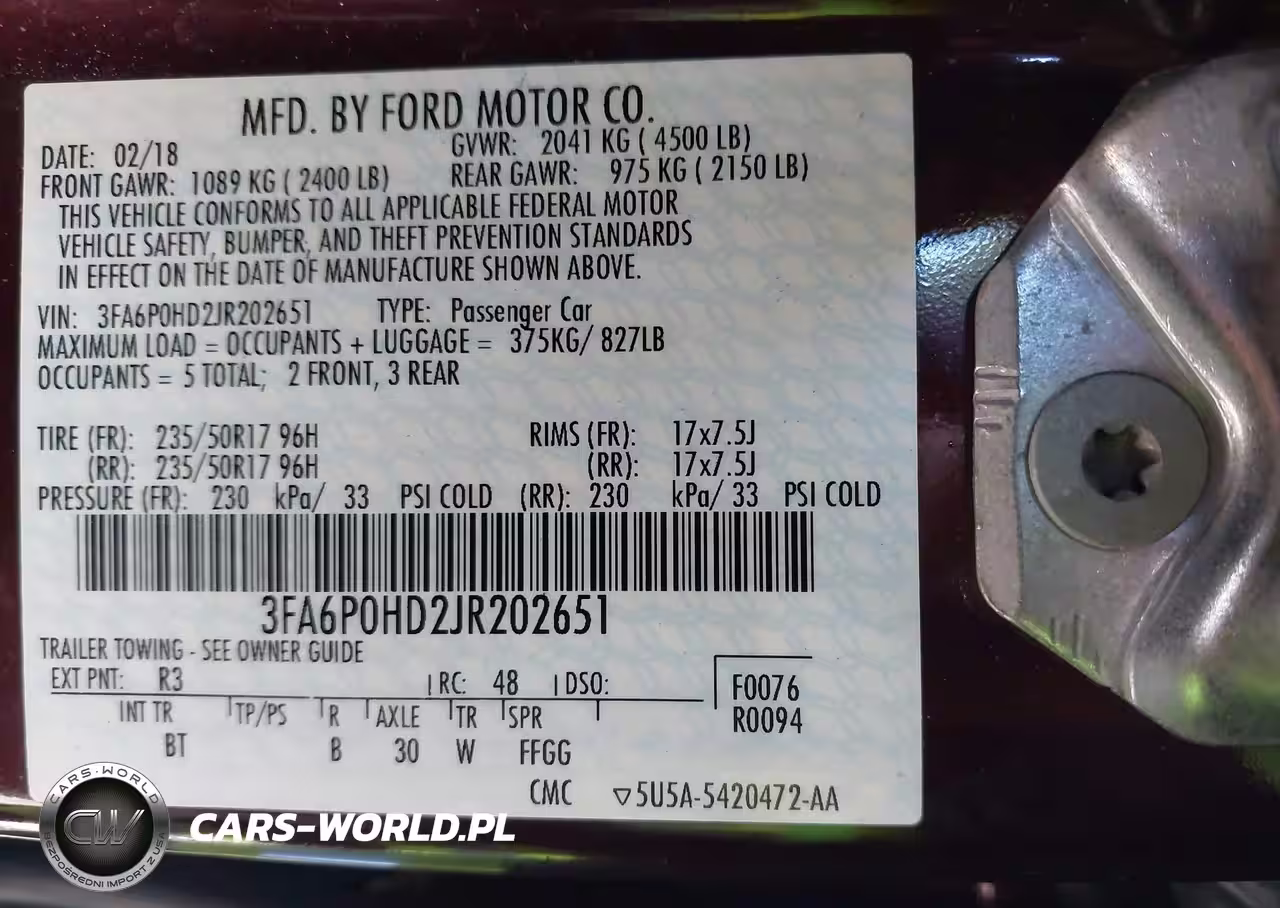 MFD. BY FORD MOTOR CO.
DATE: 02/18 GVWR: 2041 KG ( 4500 LB)
FRONT GAWR: 1089 KG ( 2400 LB) REAR GAWR: 975 KG ( 2150 LB)
THIS VEHICLE CONFORMS TO ALL APPLICABLE FEDERAL MOTOR
VEHICLE SAFETY, BUMPER, AND THEFT PREVENTION STANDARDS
IN EFFECT ON THE DATE OF MANUFACTURE SHOWN ABOVE.
VIN: 3FA6P0HD2JR202651 TYPE: Passenger Car
MAXIMUM LOAD = OCCUPANTS + LUGGAGE = 375KG/ 827LB
OCCUPANTS = 5 TOTAL; 2 FRONT, 3 REAR
TIRE (FR): 235/50R17 96H RIMS (FR): 17x7.5J
(RR): 235/50R17 96H (RR): 17x7.5J
PRESSURE (FR): 230 kPa/ 33 PSI COLD (RR): 230 kPa/ 33 PSI COLD
3FA6P0HD2JR202651
TRAILER TOWING - SEE OWNER GUIDE
EXT PNT: R3 RC: 48 DSO: F0076
R0094
INT TR TP/PS R AXLE TR SPR
BT B 30 W FFGG
CMC ▽5U5A-5420472-AA
CARS-WORLD
CW
BEZPOŚREDNI IMPORT Z USA
CARS-WORLD.PL